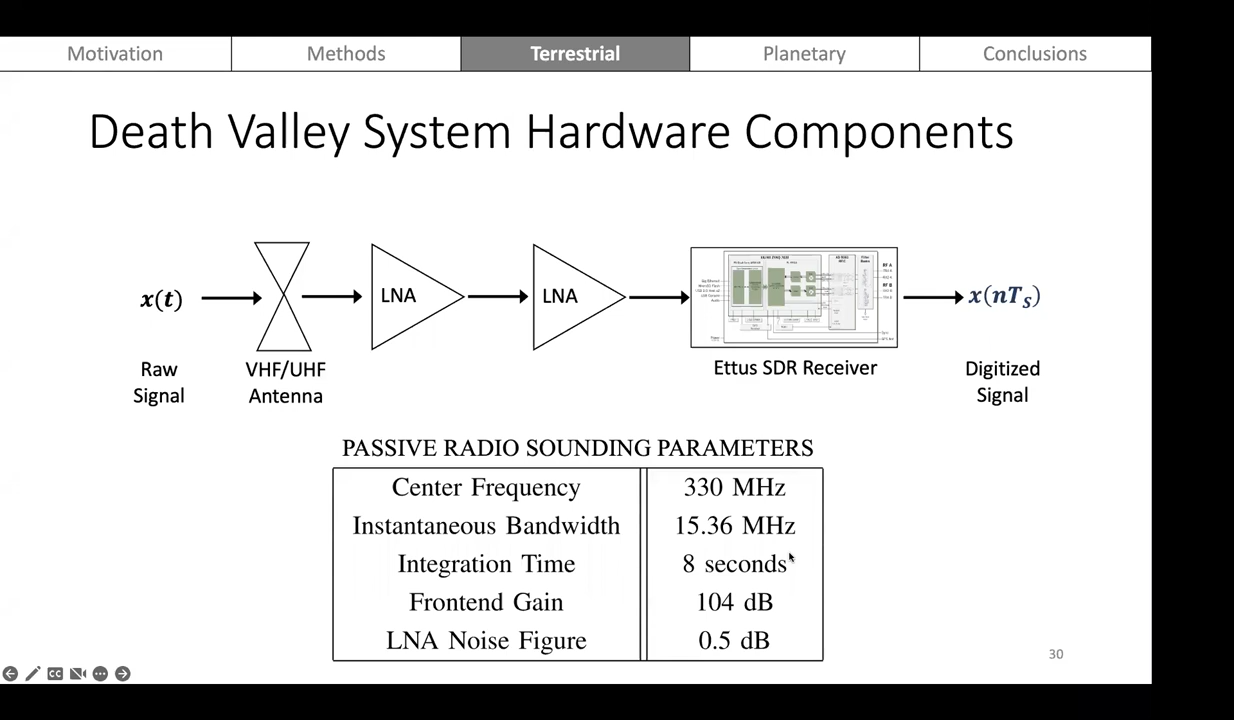 Motivation
Methods
Terrestrial
Planetary
Conclusions
Death Valley System Hardware Components
x(t)
LNA
LNA
x(nTₛ)
Raw
Signal
VHF/UHF
Antenna
Ettus SDR Receiver
Digitized
Signal
PASSIVE RADIO SOUNDING PARAMETERS
Center Frequency 330 MHz
Instantaneous Bandwidth 15.36 MHz
Integration Time 8 seconds
Frontend Gain 104 dB
LNA Noise Figure 0.5 dB
30
CC